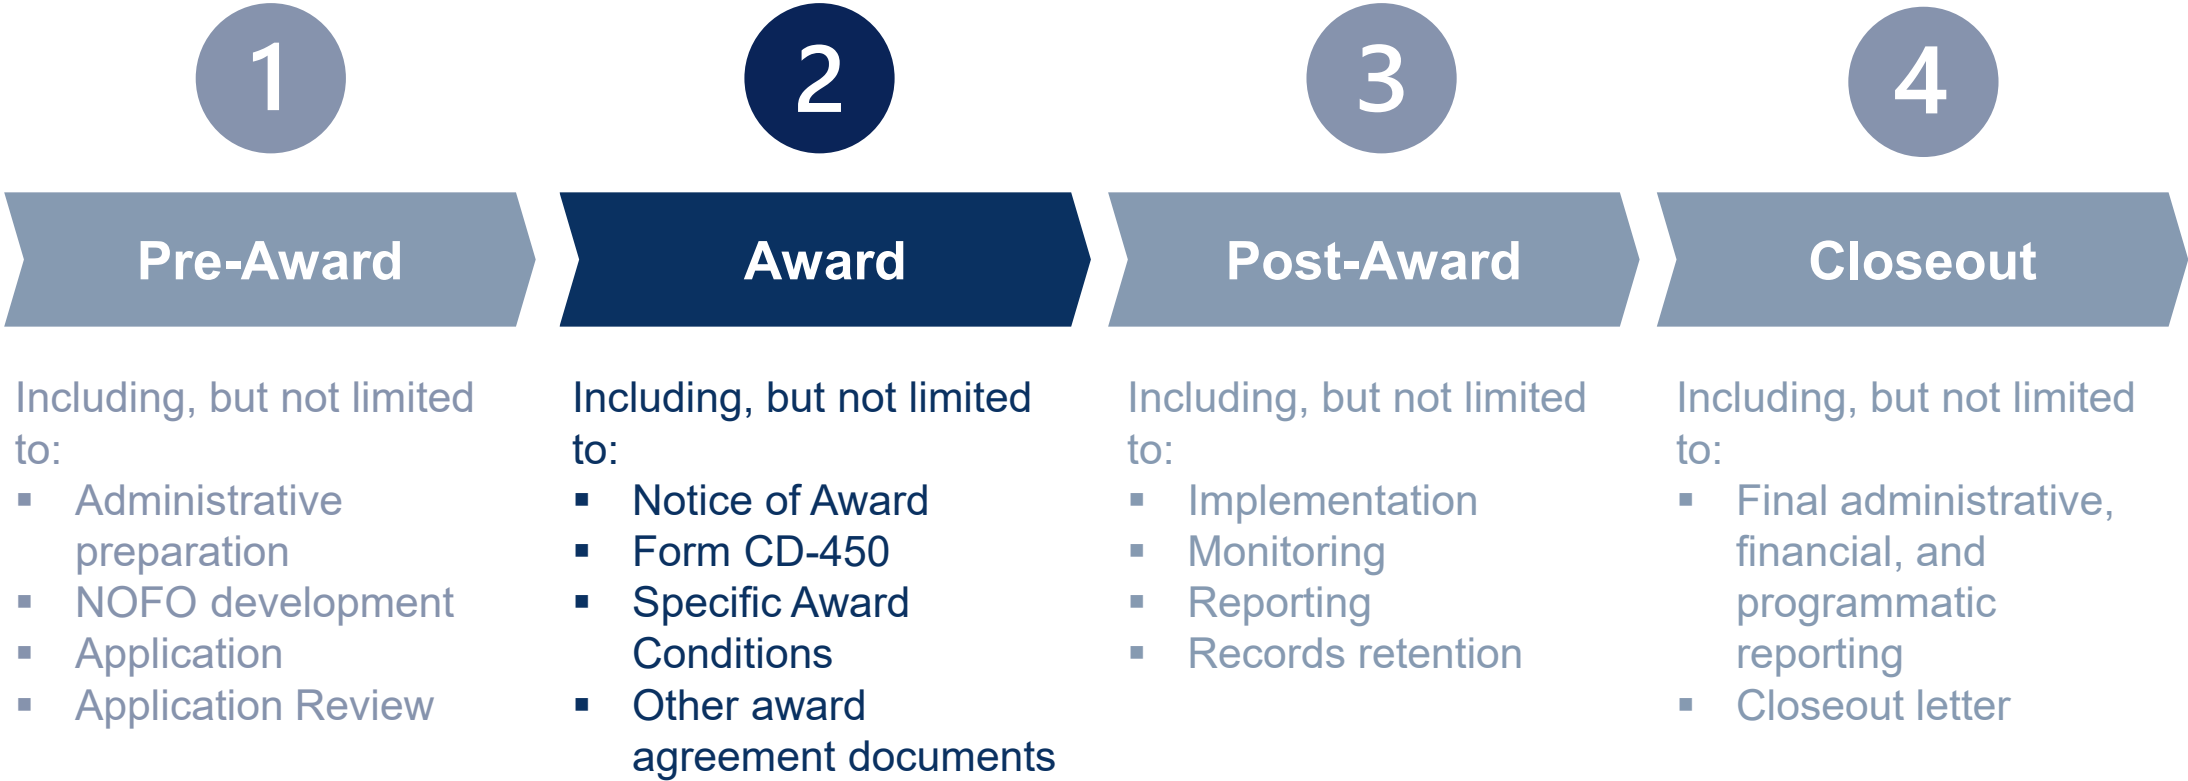 1
2
3
4
Pre-Award
Award
Post-Award
Closeout
Including, but not limited
to:
▪ Administrative
preparation
▪ NOFO development
▪ Application
▪ Application Review
Including, but not limited
to:
▪ Notice of Award
▪ Form CD-450
▪ Specific Award
Conditions
▪ Other award
agreement documents
Including, but not limited
to:
▪ Implementation
▪ Monitoring
▪ Reporting
▪ Records retention
Including, but not limited
to:
▪ Final administrative,
financial, and
programmatic
reporting
▪ Closeout letter